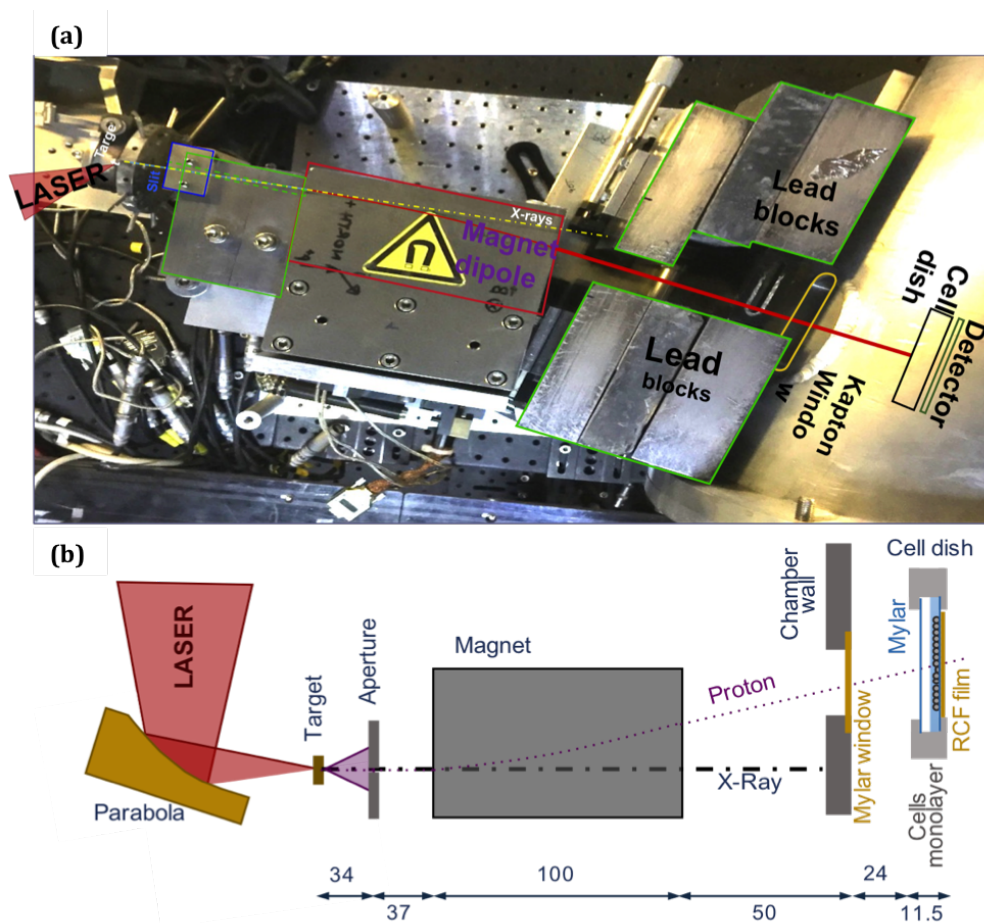 (a)
Targe
LASER
Slit
X-rays
Magnet
dipole
Lead
blocks
Lead
blocks
Cell
dish
Detector
Kapton
Windo
w
(b)
LASER
Parabola
Target
Aperture
Magnet
Proton
X-Ray
Chamber
wall
Mylar window
Cell dish
Mylar
RCF film
Cells
monolayer
34
37
100
50
24
11.5